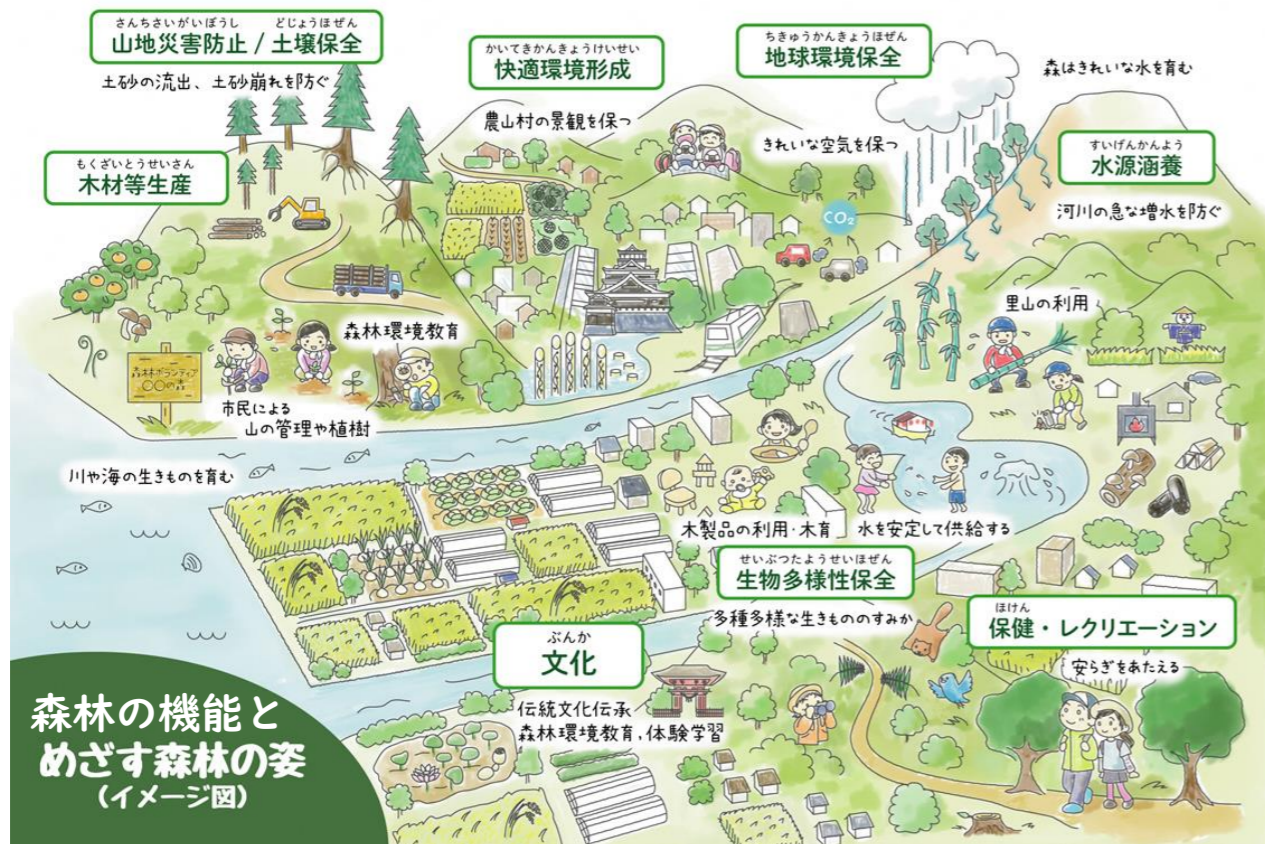 さんちさいがいぼうし どじょうほぜん
山地災害防止 / 土壌保全
土砂の流出、土砂崩れを防ぐ
かいてきかんきょうけいせい
快適環境形成
農山村の景観を保つ
ちきゅうかんきょうほぜん
地球環境保全
きれいな空気を保つ
CO₂
森はきれいな水を育む
すいげんかんよう
水源涵養
河川の急な増水を防ぐ
もくざいとうせいさん
木材等生産
森林環境教育
森林ボランティア
〇〇の森
市民による
山の管理や植樹
里山の利用
川や海の生きものを育む
木製品の利用・木育
水を安定して供給する
せいぶつたようせいほぜん
生物多様性保全
多種多様な生きもののすみか
ぶんか
文化
伝統文化伝承
森林環境教育,体験学習
ほけん
保健・レクリエーション
安らぎをあたえる
森林の機能と
めざす森林の姿
(イメージ図)